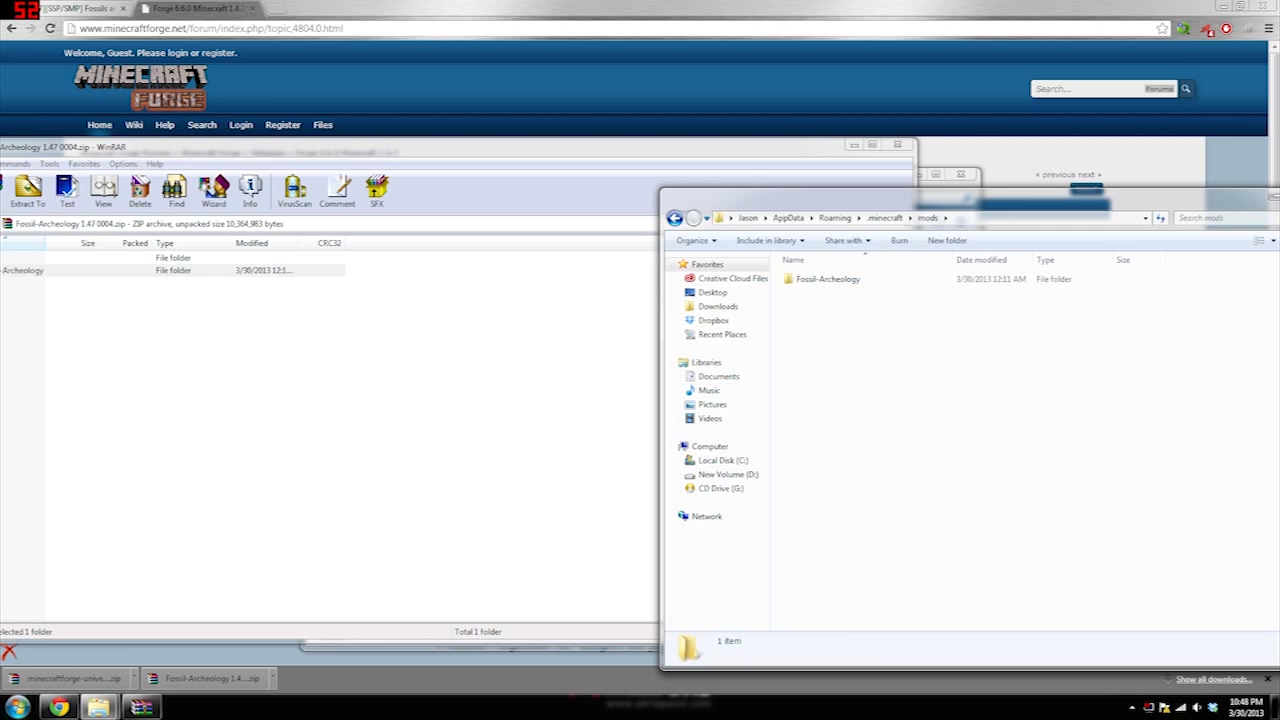 52
][SSP/SMP] Fossils a
Forge 6.6.0 Minecraft 1.4.
www.minecraftforge.net/forum/index.php/topic,4804.0.html
Welcome, Guest. Please login or register.
MINECRAFT
FORGE
Search...
Forums
Home Wiki Help Search Login Register Files
Archeology 1.47 0004.zip - WinRAR
mmands Tools Favorites Options Help
« previous next »
Extract To Test View Delete Find Wizard Info VirusScan Comment SFX
Fossil-Archeology 1.47 0004.zip - ZIP archive, unpacked size 10,364,983 bytes
Size Packed Type Modified CRC32
File folder
-Archeology File folder 3/30/2013 12:1...
elected 1 folder
Total 1 folder
Jason AppData Roaming .minecraft mods
Search mods
Organize Include in library Share with Burn New folder
Name Date modified Type Size
Fossil-Archeology 3/30/2013 12:11 AM File folder
Favorites
Creative Cloud Files
Desktop
Downloads
Dropbox
Recent Places
Libraries
Documents
Music
Pictures
Videos
Computer
Local Disk (C:)
New Volume (D:)
CD Drive (G:)
Network
1 item
minecraftforge-unive....zip
Fossil-Archeology 1.4....zip
Show all downloads...
10:48 PM
3/30/2013